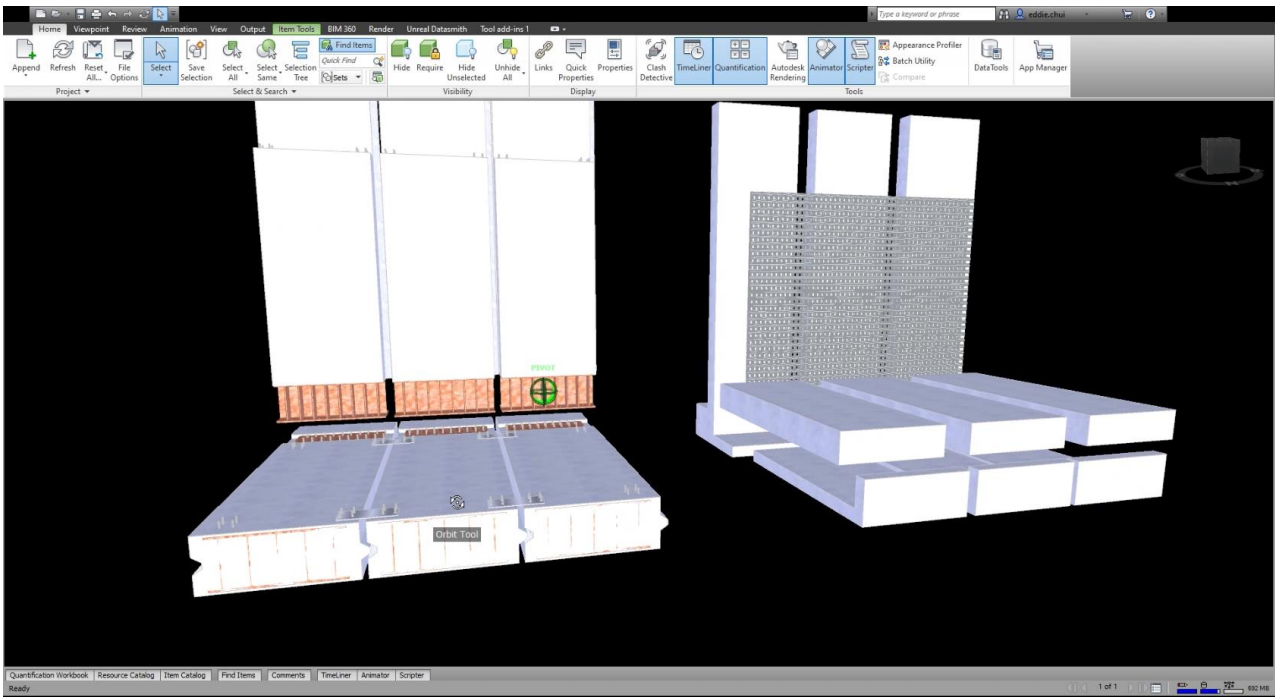 Type a keyword or phrase
eddie.chui
Home Viewpoint Review Animation View Output Item Tools BIM 360 Render Unreal Datasmith Tool add-ins 1
Append
Refresh
Reset All...
File Options
Project
Select
Save Selection
Select All
Select Same
Selection Tree
Find Items
Quick Find
Sets
Select & Search
Hide
Require
Hide Unselected
Unhide All
Visibility
Links
Quick Properties
Properties
Display
Clash Detective
TimeLiner
Quantification
Autodesk Rendering
Animator
Scripter
Appearance Profiler
Batch Utility
Compare
Tools
DataTools
App Manager
PIVOT
Orbit Tool
Quantification Workbook Resource Catalog Item Catalog Find Items Comments TimeLiner Animator Scripter
Ready
1 of 1
692 MB